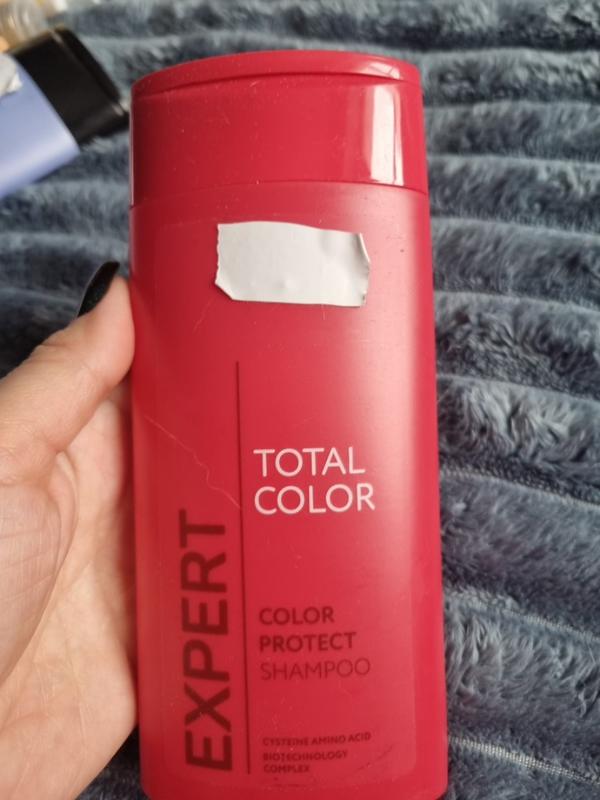 EXPERT
TOTAL
COLOR
COLOR
PROTECT
SHAMPOO
CYSTEINE AMINO ACID
BIOTECHNOLOGY
COMPLEX